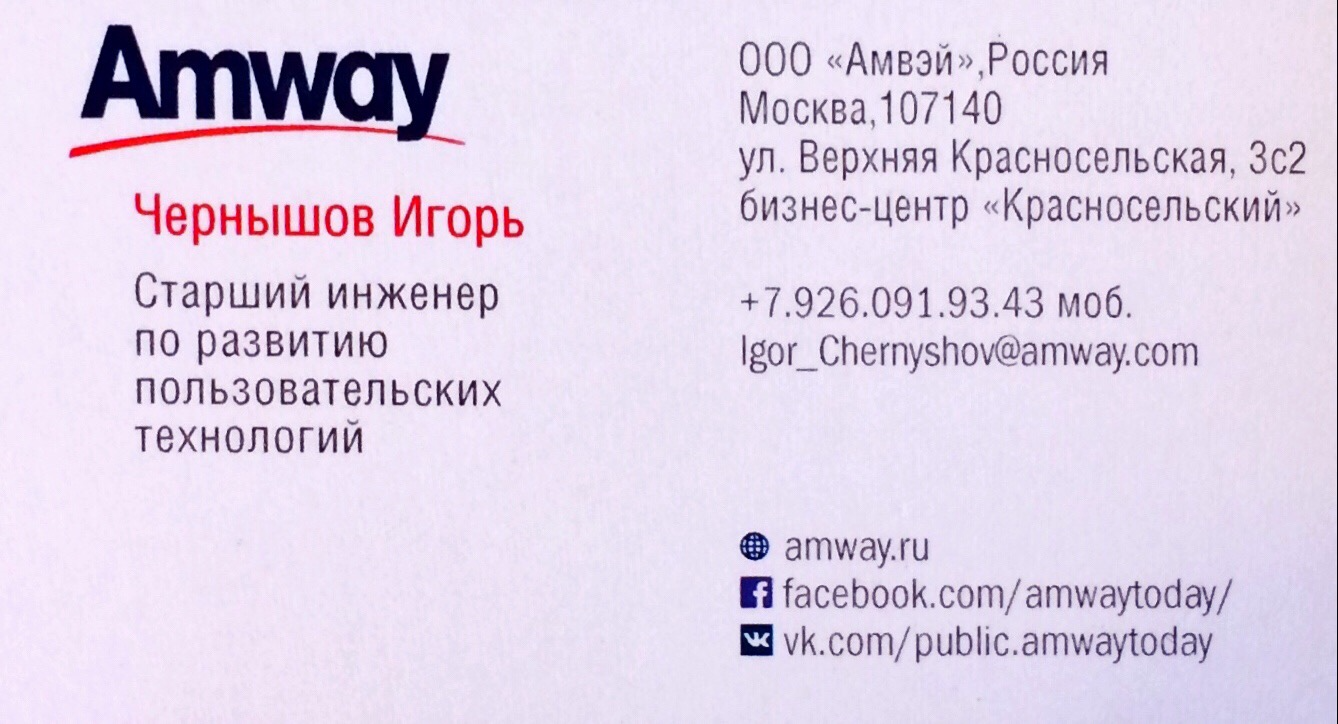 Amway
Чернышов Игорь
Старший инженер
по развитию
пользовательских
технологий
ООО «Амвэй»,Россия
Москва,107140
ул. Верхняя Красносельская, 3с2
бизнес-центр «Красносельский»
+7.926.091.93.43 моб.
Igor_Chernyshov@amway.com
amway.ru
facebook.com/amwaytoday/
vk.com/public.amwaytoday